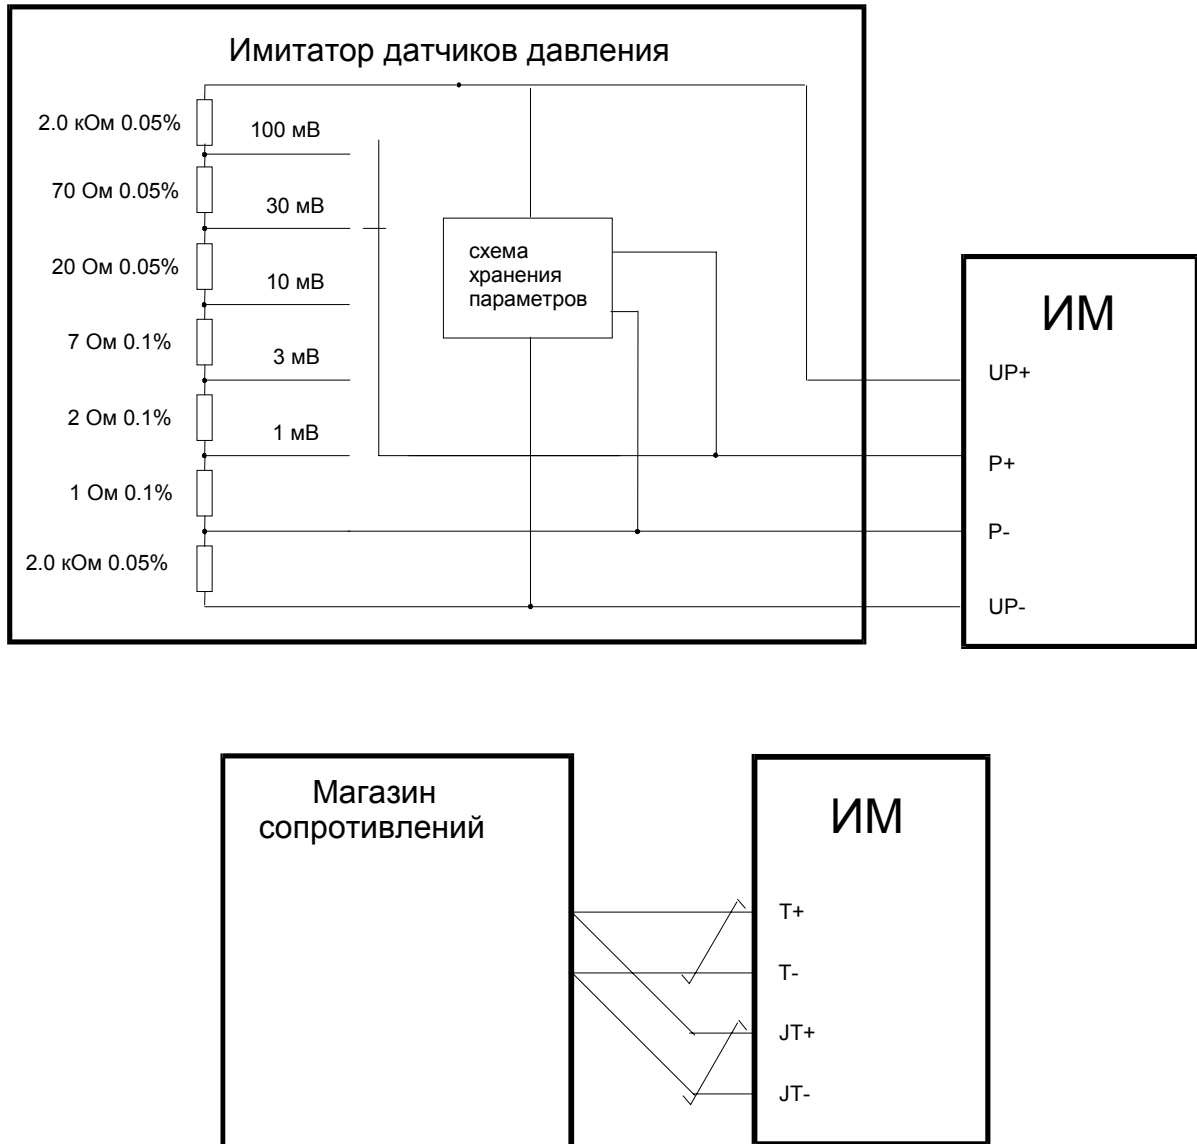 Имитатор датчиков давления
2.0 кОм 0.05%
100 мВ
70 Ом 0.05%
30 мВ
20 Ом 0.05%
10 мВ
7 Ом 0.1%
3 мВ
2 Ом 0.1%
1 мВ
1 Ом 0.1%
2.0 кОм 0.05%
схема
хранения
параметров
ИМ
UP+
P+
P-
UP-
Магазин
сопротивлений
ИМ
T+
T-
JT+
JT-